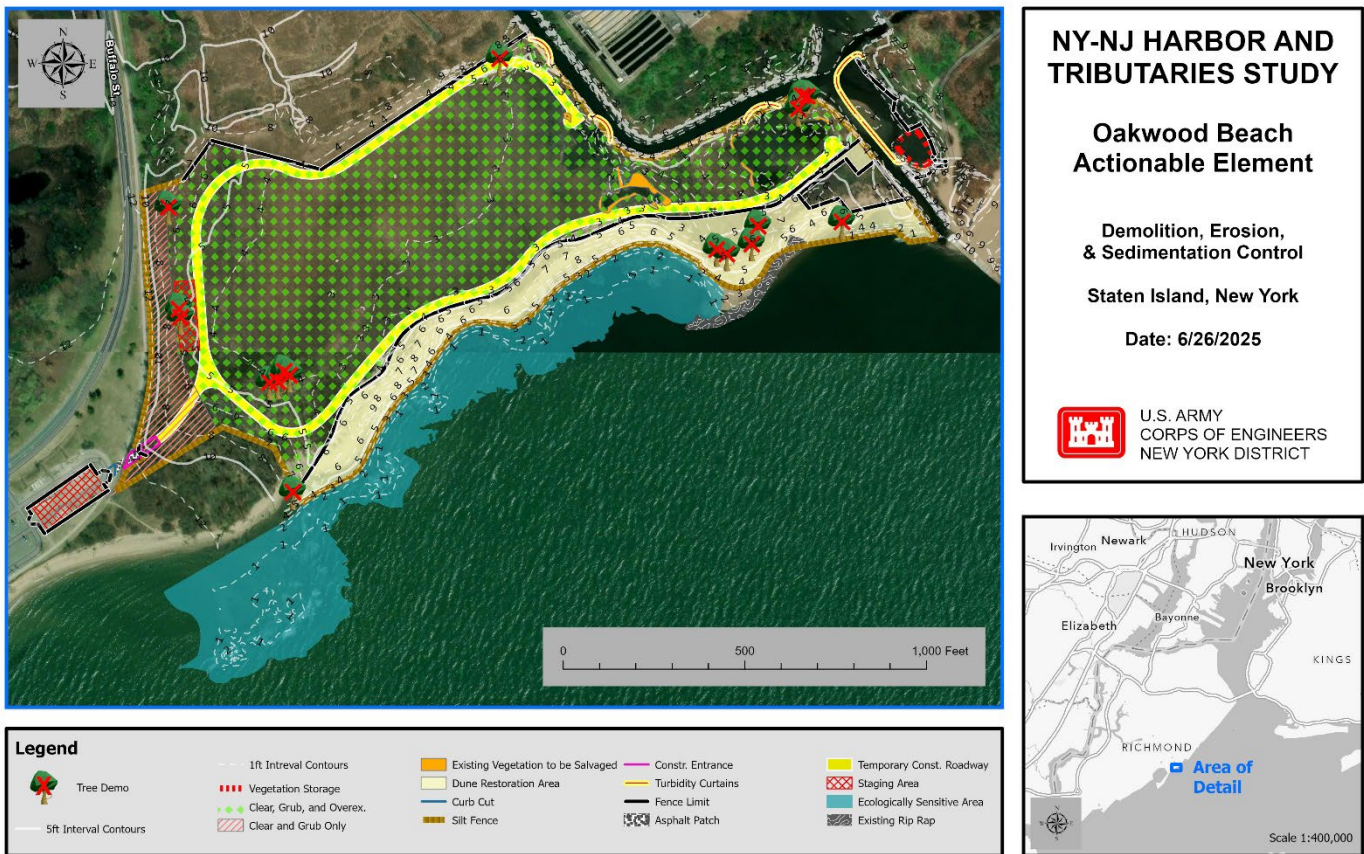 NY-NJ HARBOR AND
TRIBUTARIES STUDY
Oakwood Beach
Actionable Element
Demolition, Erosion,
& Sedimentation Control
Staten Island, New York
Date: 6/26/2025
U.S. ARMY
CORPS OF ENGINEERS
NEW YORK DISTRICT
N
W E
S
Buffalo St
0 500 1,000 Feet
Legend
Tree Demo
5ft Interval Contours
1ft Intreval Contours
Vegetation Storage
Clear, Grub, and Overex.
Clear and Grub Only
Existing Vegetation to be Salvaged
Dune Restoration Area
Curb Cut
Silt Fence
Constr. Entrance
Turbidity Curtains
Fence Limit
Asphalt Patch
Temporary Const. Roadway
Staging Area
Ecologically Sensitive Area
Existing Rip Rap
HUDSON
Irvington
Newark
New York
Brooklyn
Elizabeth
Bayonne
KINGS
RICHMOND
Area of
Detail
N
W E
S
Scale 1:400,000